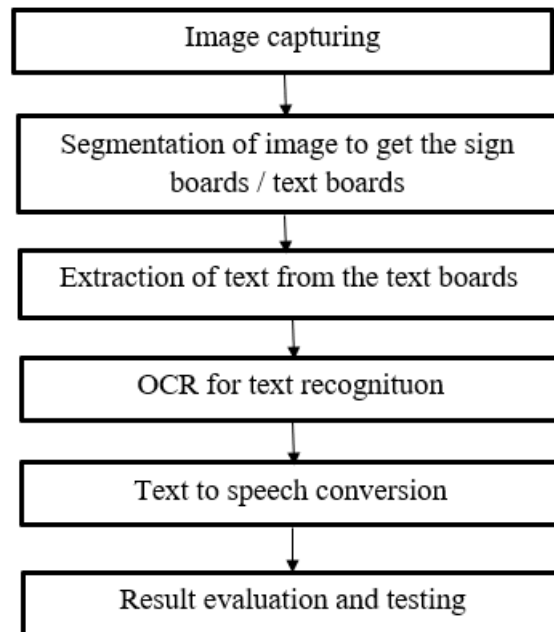 Image capturing
Segmentation of image to get the sign
boards / text boards
Extraction of text from the text boards
OCR for text recognituon
Text to speech conversion
Result evaluation and testing